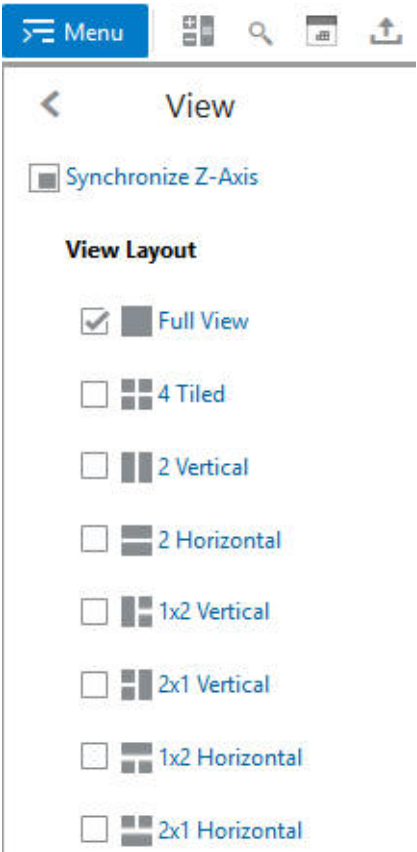 Menu
View
Synchronize Z-Axis
View Layout
Full View
4 Tiled
2 Vertical
2 Horizontal
1x2 Vertical
2x1 Vertical
1x2 Horizontal
2x1 Horizontal